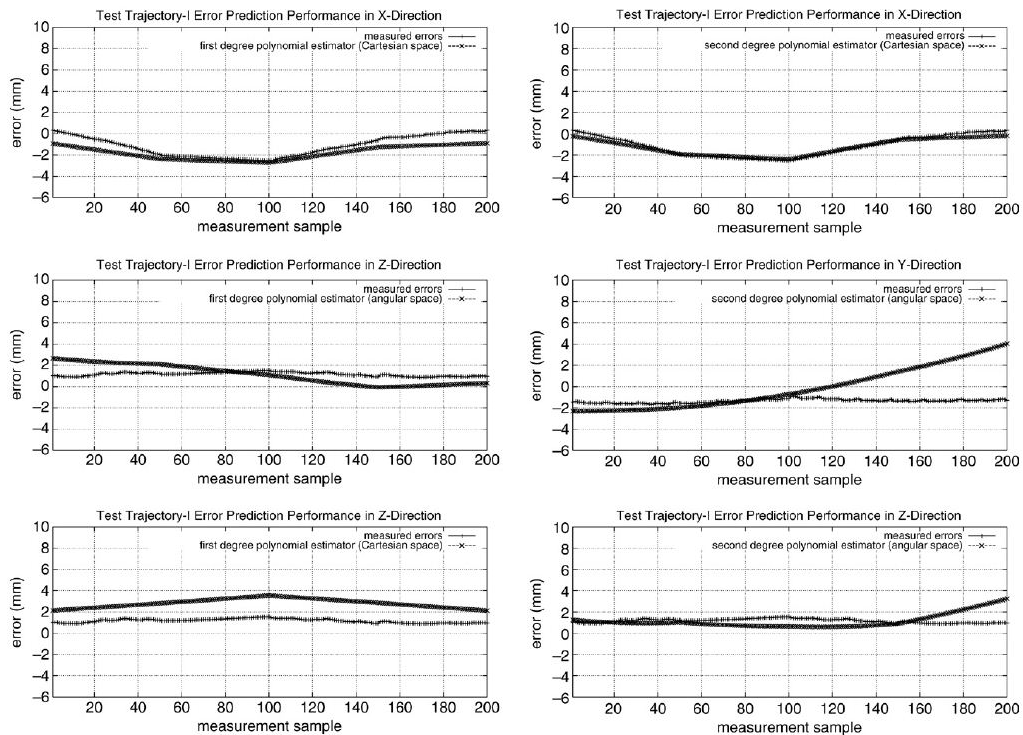 Test Trajectory-I Error Prediction Performance in X-Direction
measured errors
first degree polynomial estimator (Cartesian space)
error (mm)
10
8
6
4
2
0
−2
−4
−6
20 40 60 80 100 120 140 160 180 200
measurement sample
Test Trajectory-I Error Prediction Performance in X-Direction
measured errors
second degree polynomial estimator (Cartesian space)
error (mm)
10
8
6
4
2
0
−2
−4
−6
20 40 60 80 100 120 140 160 180 200
measurement sample
Test Trajectory-I Error Prediction Performance in Z-Direction
measured errors
first degree polynomial estimator (angular space)
error (mm)
10
8
6
4
2
0
−2
−4
−6
20 40 60 80 100 120 140 160 180 200
measurement sample
Test Trajectory-I Error Prediction Performance in Y-Direction
measured errors
second degree polynomial estimator (angular space)
error (mm)
10
8
6
4
2
0
−2
−4
−6
20 40 60 80 100 120 140 160 180 200
measurement sample
Test Trajectory-I Error Prediction Performance in Z-Direction
measured errors
first degree polynomial estimator (Cartesian space)
error (mm)
10
8
6
4
2
0
−2
−4
−6
20 40 60 80 100 120 140 160 180 200
measurement sample
Test Trajectory-I Error Prediction Performance in Z-Direction
measured errors
second degree polynomial estimator (angular space)
error (mm)
10
8
6
4
2
0
−2
−4
−6
20 40 60 80 100 120 140 160 180 200
measurement sample